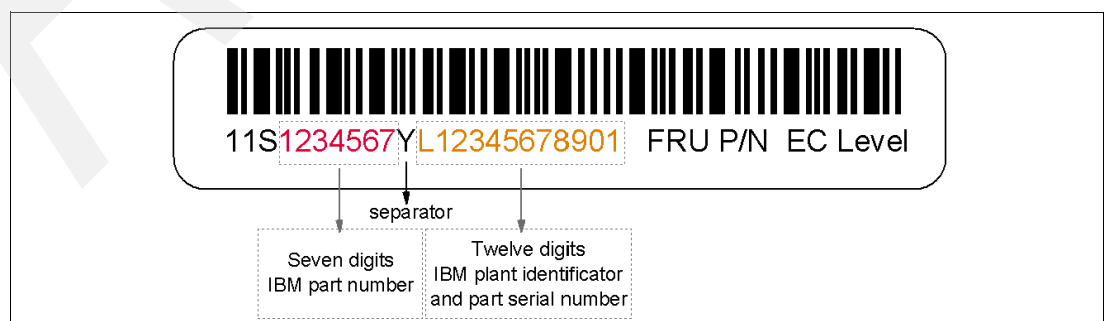 11S1234567YL12345678901 FRU P/N EC Level
separator
Seven digits
IBM part number
Twelve digits
IBM plant identificator
and part serial number